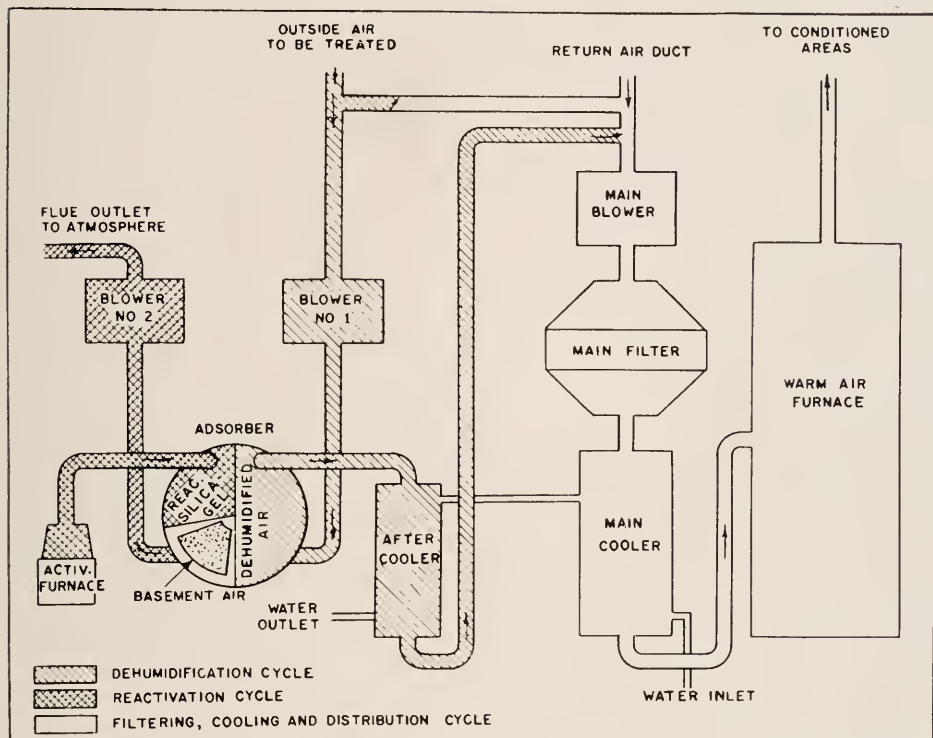 OUTSIDE AIR
TO BE TREATED
RETURN AIR DUCT
TO CONDITIONED
AREAS
FLUE OUTLET
TO ATMOSPHERE
BLOWER
NO 2
BLOWER
NO 1
MAIN
BLOWER
MAIN FILTER
WARM AIR
FURNACE
ADSORBER
REACT.
SILICA
GEL
DEHUMIDIFIED
AIR
AFTER
COOLER
MAIN
COOLER
ACTIV.
FURNACE
BASEMENT AIR
WATER
OUTLET
WATER INLET
DEHUMIDIFICATION CYCLE
REACTIVATION CYCLE
FILTERING, COOLING AND DISTRIBUTION CYCLE